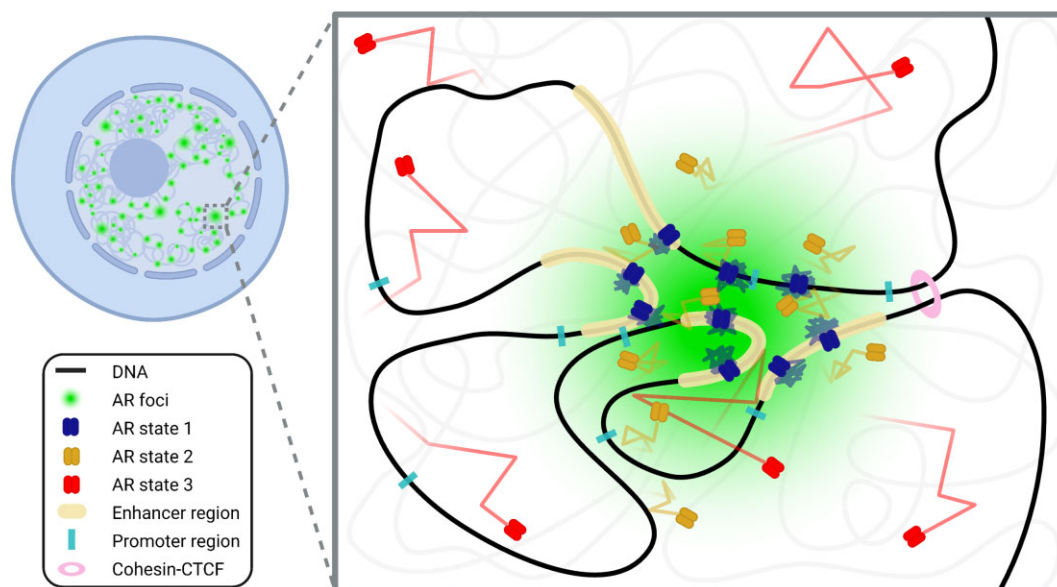 DNA
AR foci
AR state 1
AR state 2
AR state 3
Enhancer region
Promoter region
Cohesin-CTCF